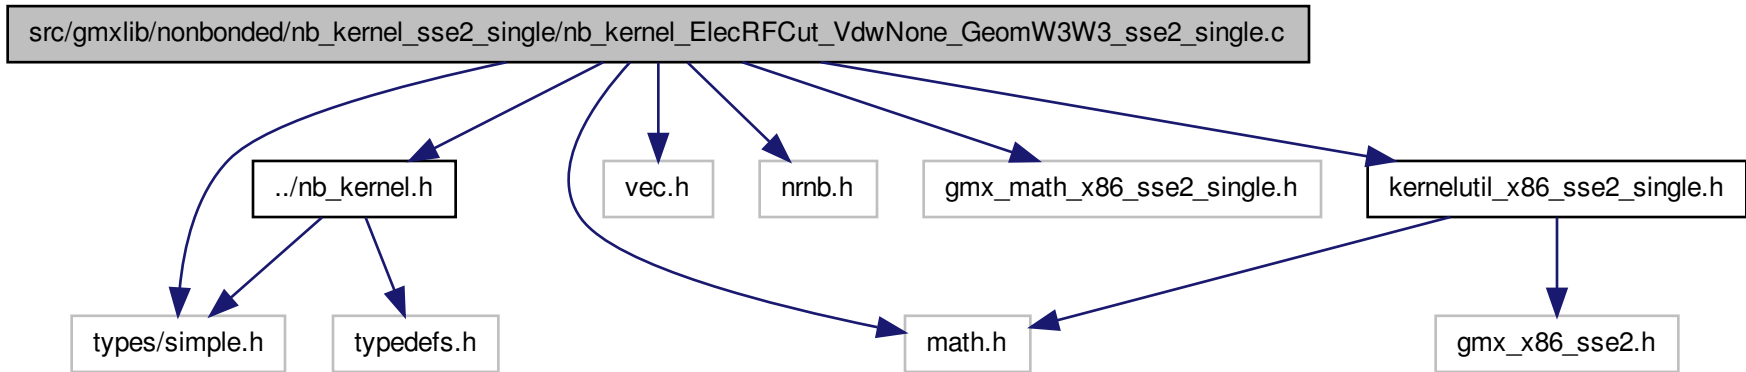 src/gmxlib/nonbonded/nb_kernel_sse2_single/nb_kernel_ElecRFCut_VdwNone_GeomW3W3_sse2_single.c
../nb_kernel.h
vec.h
nrnb.h
gmx_math_x86_sse2_single.h
kernelutil_x86_sse2_single.h
types/simple.h
typedefs.h
math.h
gmx_x86_sse2.h